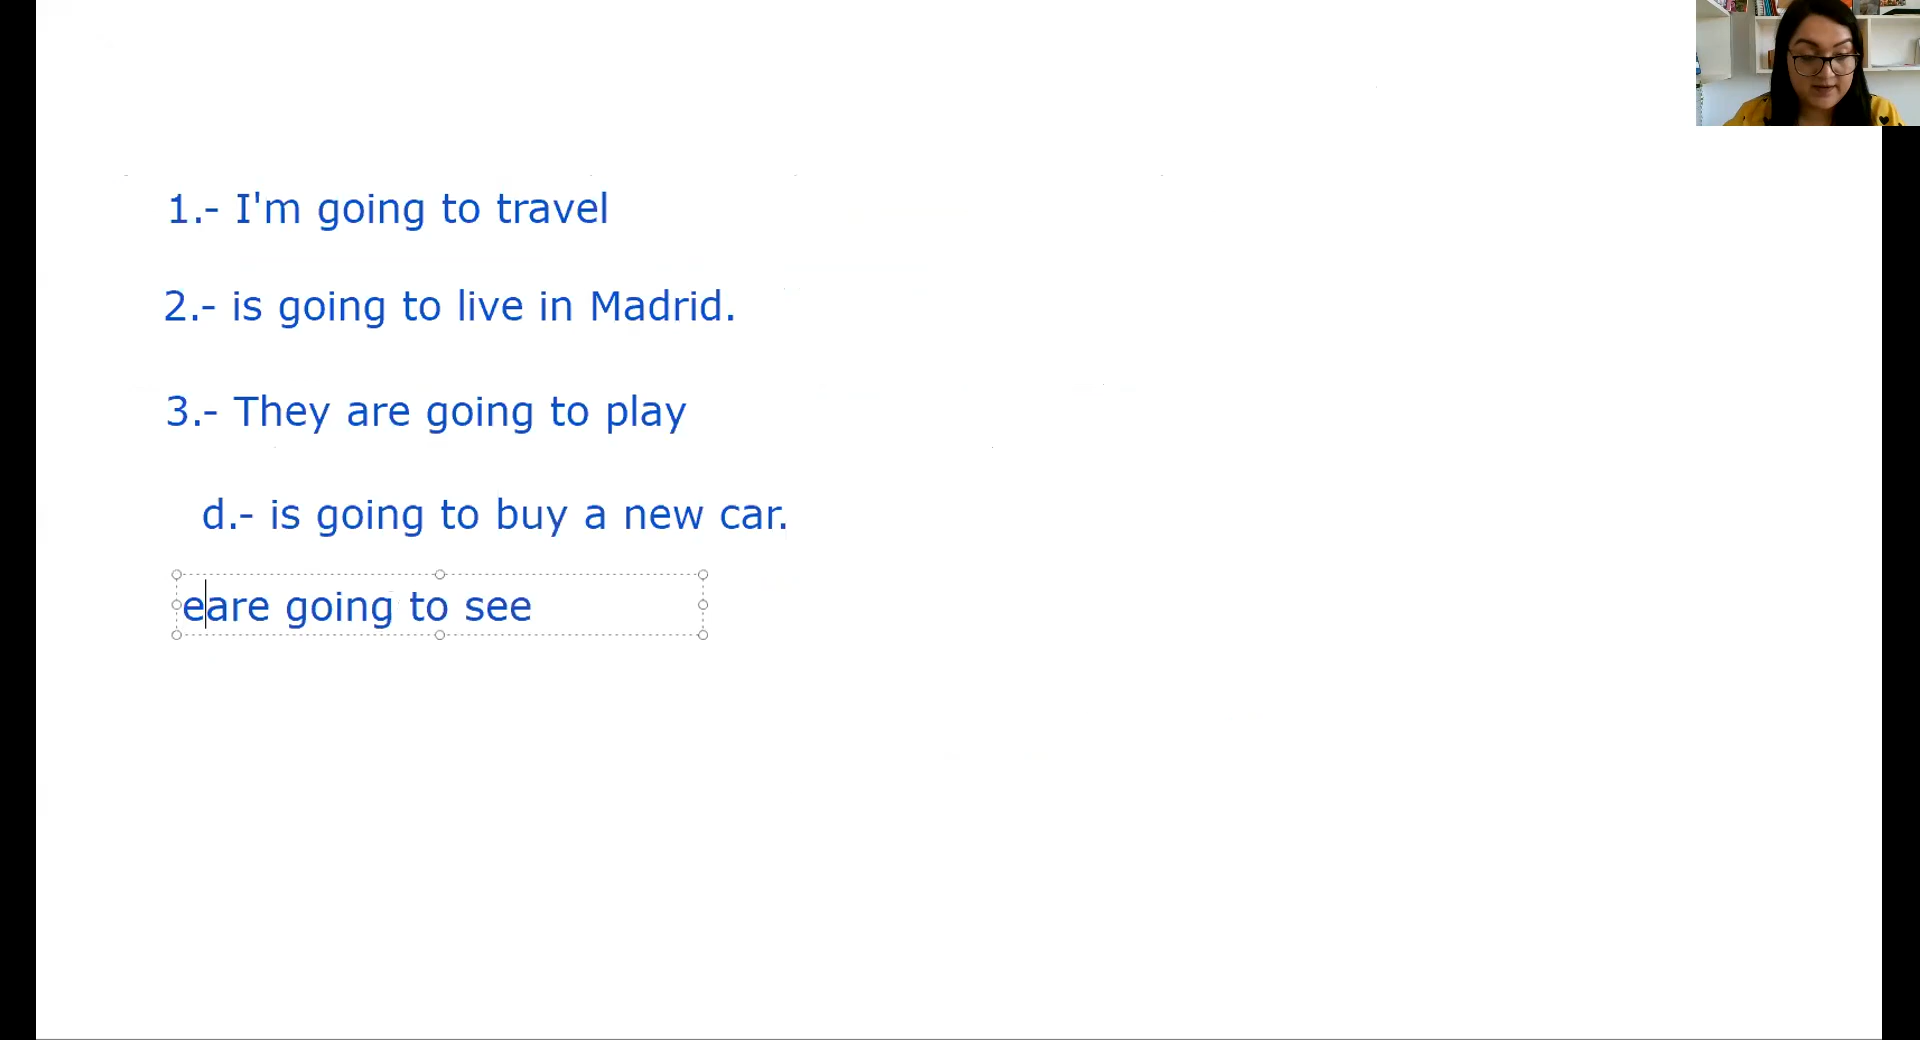 1.- I'm going to travel
2.- is going to live in Madrid.
3.- They are going to play
d.- is going to buy a new car.
eare going to see